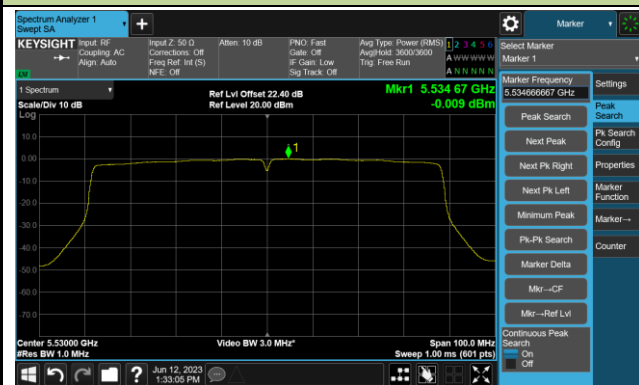 Spectrum Analyzer 1
Swept SA
+
Marker
KEYSIGHT
Input: RF
Coupling: AC
Align: Auto
Input Z: 50 Ω
Corrections: Off
Freq Ref: Int (S)
NFE: Off
Atten: 10 dB
PNO: Fast
Gate: Off
IF Gain: Low
Sig Track: Off
Avg Type: Power (RMS)
Avg|Hold: 3600/3600
Trig: Free Run
1 2 3 4 5 6
A W W W W W
A N N N N N
Select Marker
Marker 1
1 Spectrum
Scale/Div 10 dB
Log
Ref Lvl Offset 22.40 dB
Ref Level 20.00 dBm
Mkr1 5.534 67 GHz
-0.009 dBm
10.0
0.00
-10.0
-20.0
-30.0
-40.0
-50.0
-60.0
-70.0
1
Center 5.53000 GHz
#Res BW 1.0 MHz
Video BW 3.0 MHz*
Span 100.0 MHz
Sweep 1.00 ms (601 pts)
Marker Frequency
5.534666667 GHz
Peak Search
Next Peak
Next Pk Right
Next Pk Left
Minimum Peak
Pk-Pk Search
Marker Delta
Mkr→CF
Mkr→Ref Lvl
Continuous Peak
Search
On
Off
Settings
Peak
Search
Pk Search
Config
Properties
Marker
Function
Marker→
Counter
?
Jun 12, 2023
1:33:05 PM